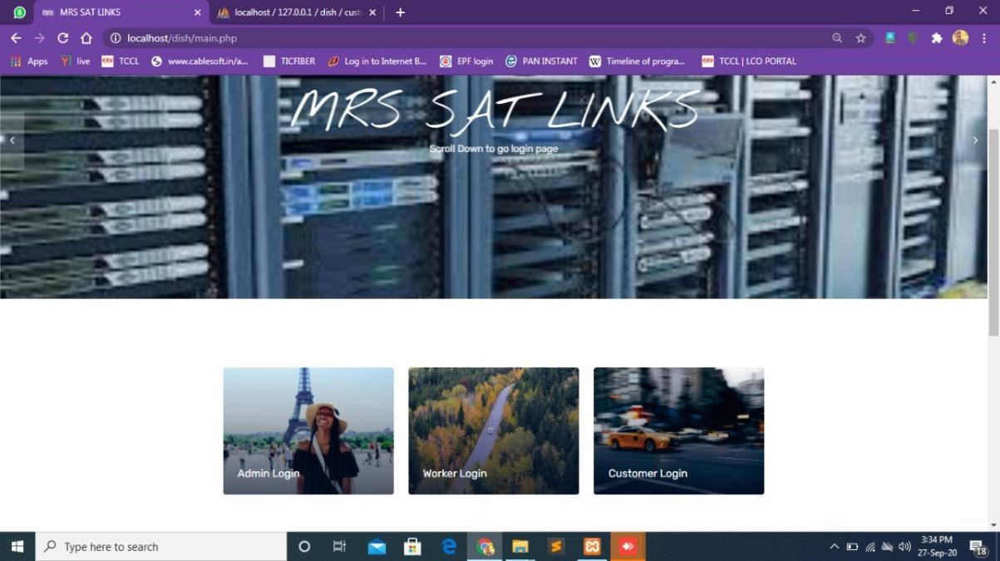 MRS SAT LINKS
localhost / 127.0.0.1 / dish / cust
localhost/dish/main.php
Apps
live
TCCL
www.cablesoft.in/a...
TICFIBER
Log in to Internet B...
EPF login
PAN INSTANT
Timeline of progra...
TCCL | LCO PORTAL
MRS SAT LINKS
Scroll Down to go login page
Admin Login
Worker Login
Customer Login
Type here to search
3:34 PM
27-Sep-20
18